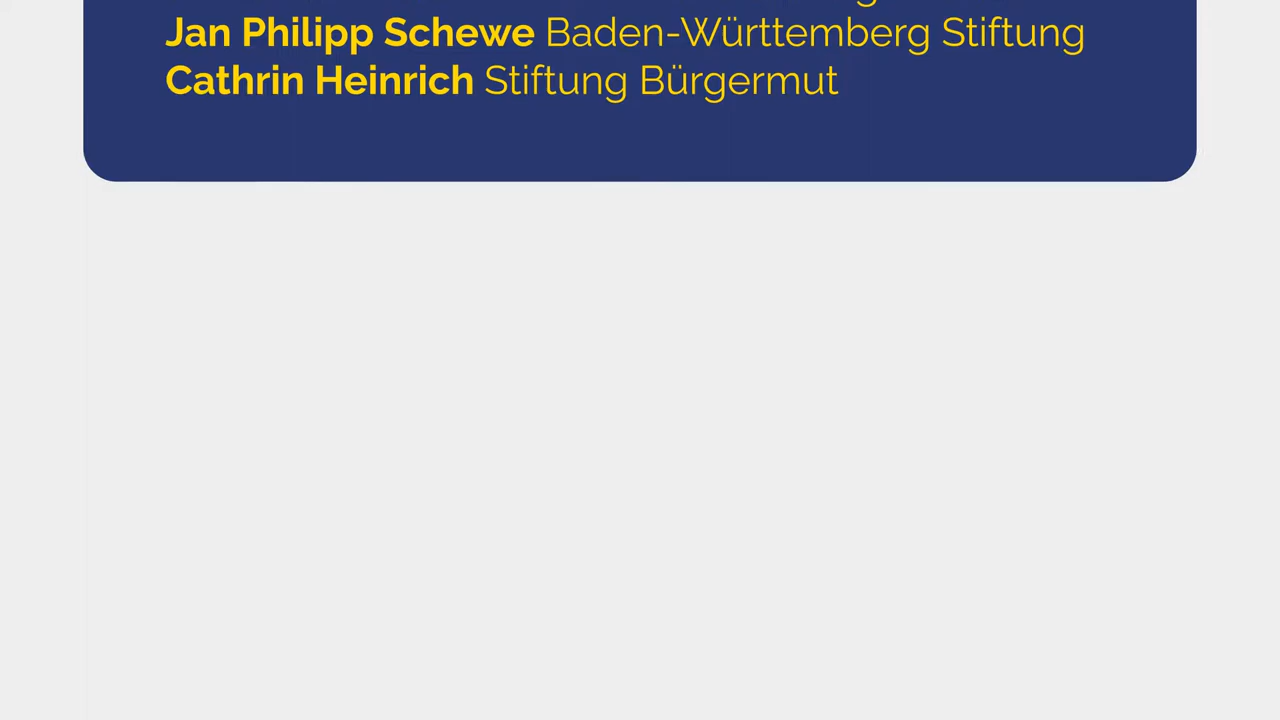 Jan Philipp Schewe Baden-Württemberg Stiftung
Cathrin Heinrich Stiftung Bürgermut